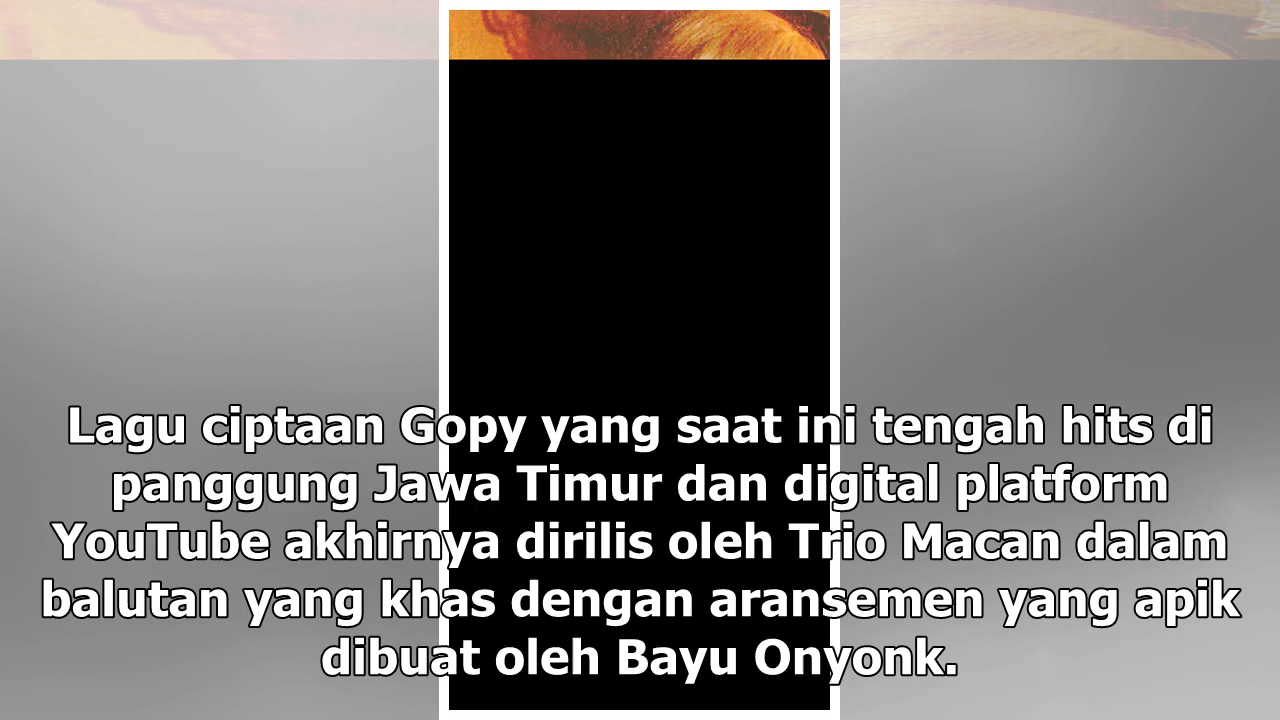 Lagu ciptaan Gopy yang saat ini tengah hits di
panggung Jawa Timur dan digital platform
YouTube akhirnya dirilis oleh Trio Macan dalam
balutan yang khas dengan aransemen yang apik
dibuat oleh Bayu Onyonk.